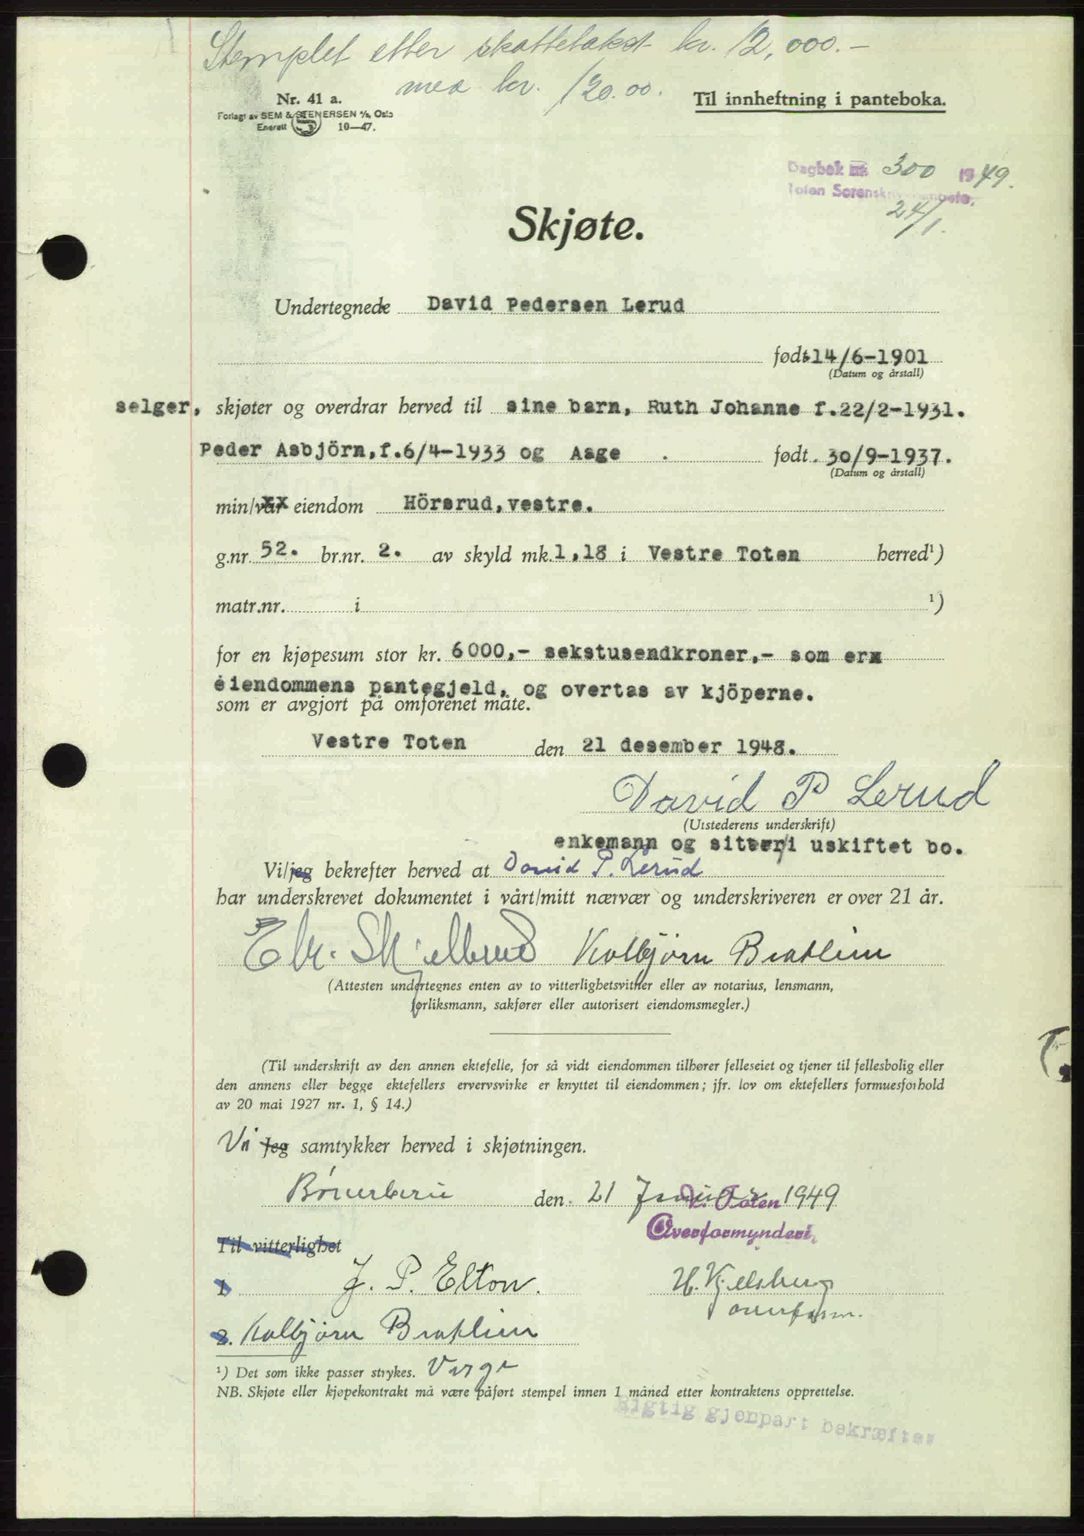 Stemplet etter skattetakst kr. 12,000.-
med kr. 120.00.
Nr. 41 a.
Til innheftning i panteboka.
Forlagt av SEM & STENERSEN A/s, Oslo
Enerett 10—47.
Dagbok nr. 300 1949.
Toten Sorenskriverembete.
24/1.
Skjøte.
Undertegnede David Pedersen Lerud
født 14/6-1901
(Datum og årstall)
selger, skjøter og overdrar herved til sine barn, Ruth Johanne f.22/2-1931.
Peder Asbjörn, f.6/4-1933 og Aage . født 30/9-1937.
(Datum og årstall)
min/vår eiendom Hörsrud, vestre.
g.nr 52. br.nr. 2. av skyld mk. 1,18 i Vestre Toten herred¹)
matr.nr. i ¹)
for en kjøpesum stor kr. 6000,- sekstusendkroner,- som er
eiendommens pantegjeld, og overtas av kjöperne.
som er avgjort på omforenet måte.
Vestre Toten den 21 desember 1948.
David P Lerud
(Utstederens underskrift)
enkemann og sitter i uskiftet bo.
Vi/jeg bekrefter herved at David P. Lerud
har underskrevet dokumentet i vårt/mitt nærvær og underskriveren er over 21 år.
Kolbjørn Braklien
(Attesten undertegnes enten av to vitterlighetsvitner eller av notarius, lensmann,
forliksmann, sakfører eller autorisert eiendomsmegler.)
(Til underskrift av den annen ektefelle, for så vidt eiendommen tilhører felleseiet og tjener til fellesbolig eller
den annens eller begge ektefellers ervervsvirke er knyttet til eiendommen; jfr. lov om ektefellers formuesforhold
av 20 mai 1927 nr. 1, § 14.)
Vi Jeg samtykker herved i skjøtningen.
den 21 Januar 1949
V. Toten
Overformynderi.
Til vitterlighet
1 J. P. Elton. H. Kjelsberg
overform.
2. Kolbjørn Braklien
¹) Det som ikke passer strykes. Verge
NB. Skjøte eller kjøpekontrakt må være påført stempel innen 1 måned etter kontraktens opprettelse.
Rigtig gjenpart bekræftes